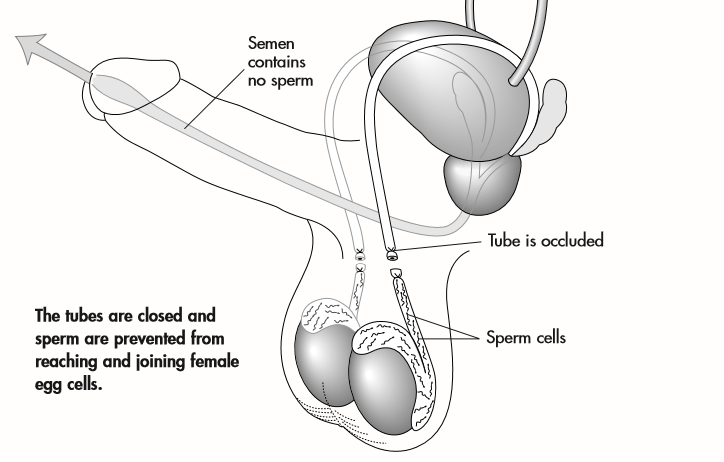 Semen
contains
no sperm
Tube is occluded
The tubes are closed and
sperm are prevented from
reaching and joining female
egg cells.
Sperm cells